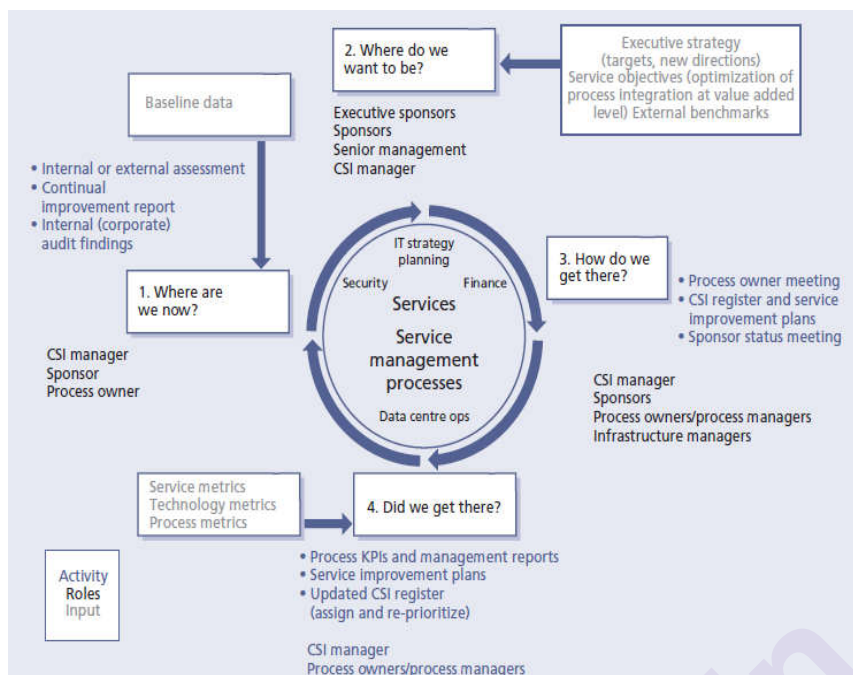 2. Where do we
want to be?
Executive strategy
(targets, new directions)
Service objectives (optimization of
process integration at value added
level) External benchmarks
Baseline data
Executive sponsors
Sponsors
Senior management
CSI manager
• Internal or external assessment
• Continual
improvement report
• Internal (corporate)
audit findings
1. Where are
we now?
CSI manager
Sponsor
Process owner
IT strategy
planning
Security
Finance
Services
Service
management
processes
Data centre ops
3. How do we
get there?
• Process owner meeting
• CSI register and service
improvement plans
• Sponsor status meeting
CSI manager
Sponsors
Process owners/process managers
Infrastructure managers
Service metrics
Technology metrics
Process metrics
4. Did we get there?
• Process KPIs and management reports
• Service improvement plans
• Updated CSI register
(assign and re-prioritize)
CSI manager
Process owners/process managers
Activity
Roles
Input